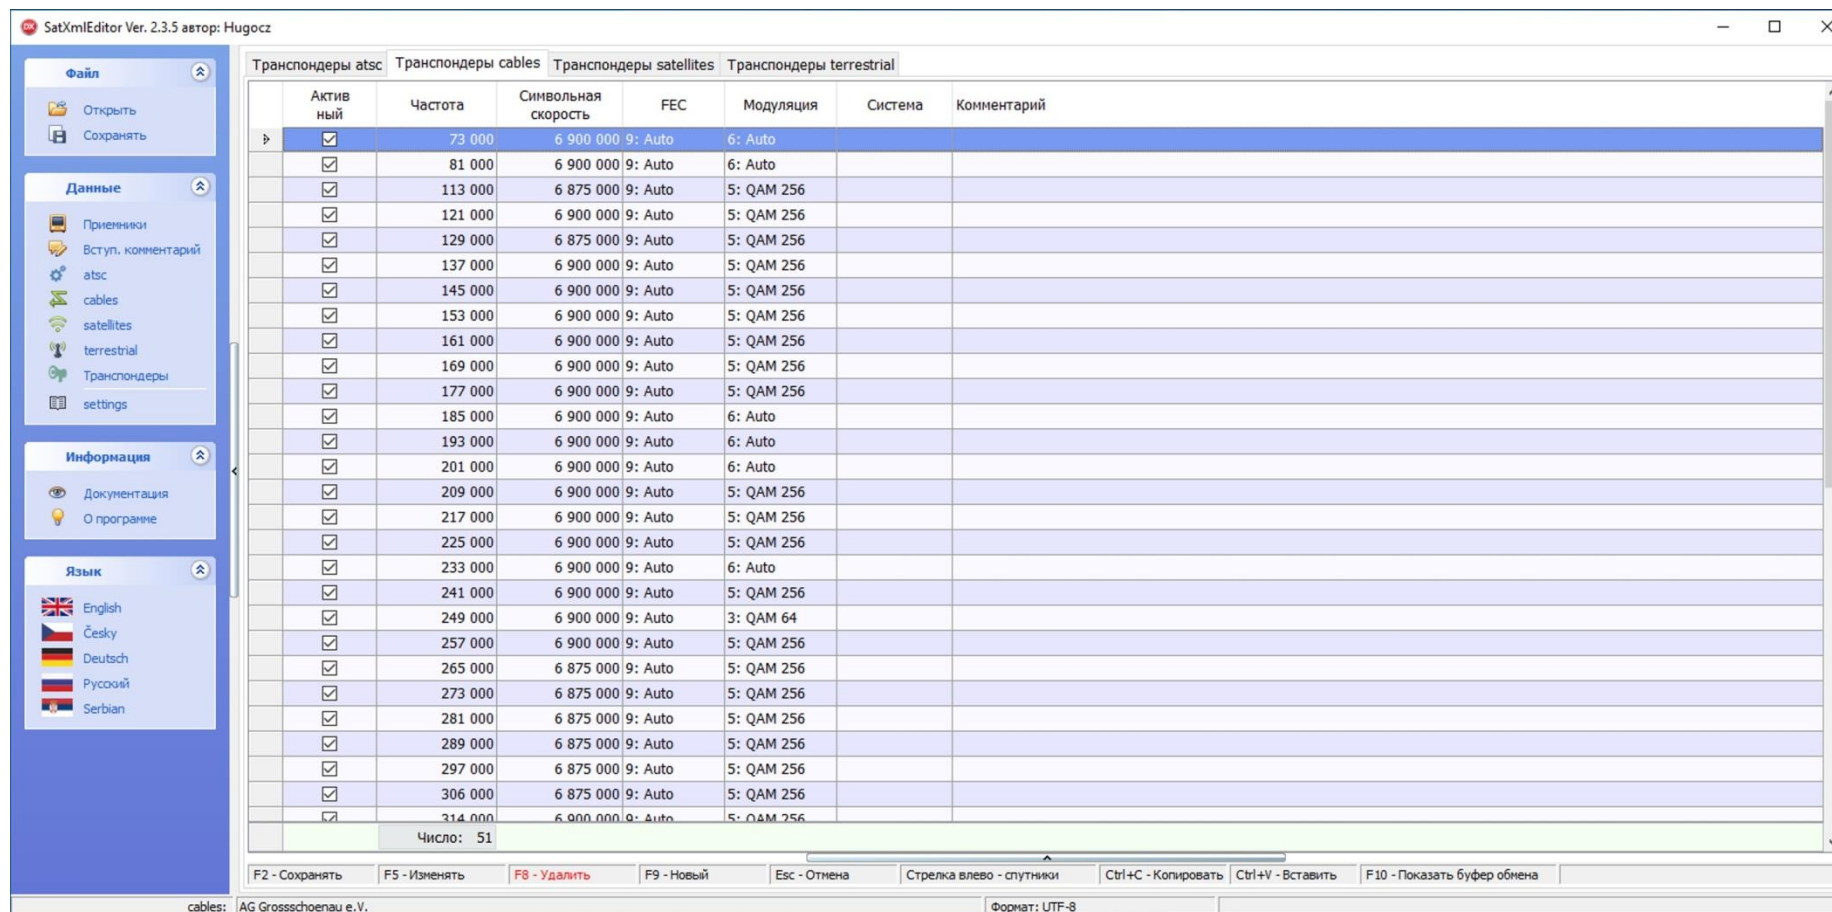 SatXmlEditor Ver. 2.3.5 автор: Hugocz
Файл
Открыть
Сохранять
Данные
Приемники
Вступ. комментарий
atsc
cables
satellites
terrestrial
Транспондеры
settings
Информация
Документация
О программе
Язык
English
Česky
Deutsch
Русский
Serbian
Транспондеры atsc Транспондеры cables Транспондеры satellites Транспондеры terrestrial
Актив ный Частота Символьная скорость FEC Модуляция Система Комментарий
73 000 6 900 000 9: Auto 6: Auto
81 000 6 900 000 9: Auto 6: Auto
113 000 6 875 000 9: Auto 5: QAM 256
121 000 6 900 000 9: Auto 5: QAM 256
129 000 6 875 000 9: Auto 5: QAM 256
137 000 6 900 000 9: Auto 5: QAM 256
145 000 6 900 000 9: Auto 5: QAM 256
153 000 6 900 000 9: Auto 5: QAM 256
161 000 6 900 000 9: Auto 5: QAM 256
169 000 6 900 000 9: Auto 5: QAM 256
177 000 6 900 000 9: Auto 5: QAM 256
185 000 6 900 000 9: Auto 6: Auto
193 000 6 900 000 9: Auto 6: Auto
201 000 6 900 000 9: Auto 6: Auto
209 000 6 900 000 9: Auto 5: QAM 256
217 000 6 900 000 9: Auto 5: QAM 256
225 000 6 900 000 9: Auto 5: QAM 256
233 000 6 900 000 9: Auto 6: Auto
241 000 6 900 000 9: Auto 5: QAM 256
249 000 6 900 000 9: Auto 3: QAM 64
257 000 6 900 000 9: Auto 5: QAM 256
265 000 6 875 000 9: Auto 5: QAM 256
273 000 6 875 000 9: Auto 5: QAM 256
281 000 6 875 000 9: Auto 5: QAM 256
289 000 6 875 000 9: Auto 5: QAM 256
297 000 6 875 000 9: Auto 5: QAM 256
306 000 6 875 000 9: Auto 5: QAM 256
314 000 6 900 000 9: Auto 5: QAM 256
Число: 51
F2 - Сохранять F5 - Изменять F8 - Удалить F9 - Новый Esc - Отмена Стрелка влево - спутники Ctrl+C - Копировать Ctrl+V - Вставить F10 - Показать буфер обмена
cables: AG Grossschoenau e.V. Формат: UTF-8